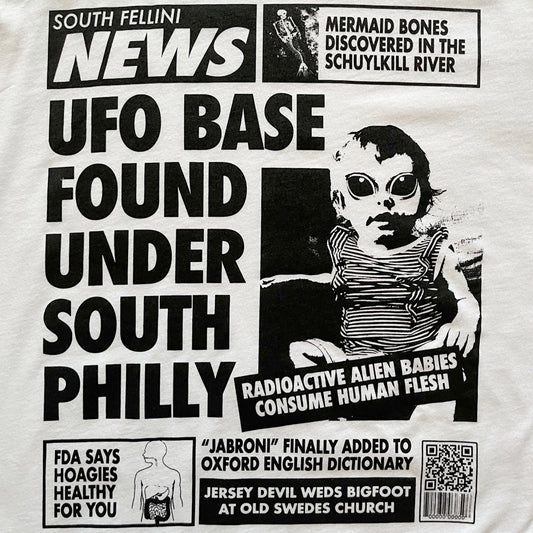 SOUTH FELLINI
NEWS
MERMAID BONES
DISCOVERED IN THE
SCHUYLKILL RIVER
UFO BASE
FOUND
UNDER
SOUTH
PHILLY
RADIOACTIVE ALIEN BABIES
CONSUME HUMAN FLESH
FDA SAYS
HOAGIES
HEALTHY
FOR YOU
"JABRONI" FINALLY ADDED TO
OXFORD ENGLISH DICTIONARY
JERSEY DEVIL WEDS BIGFOOT
AT OLD SWEDES CHURCH